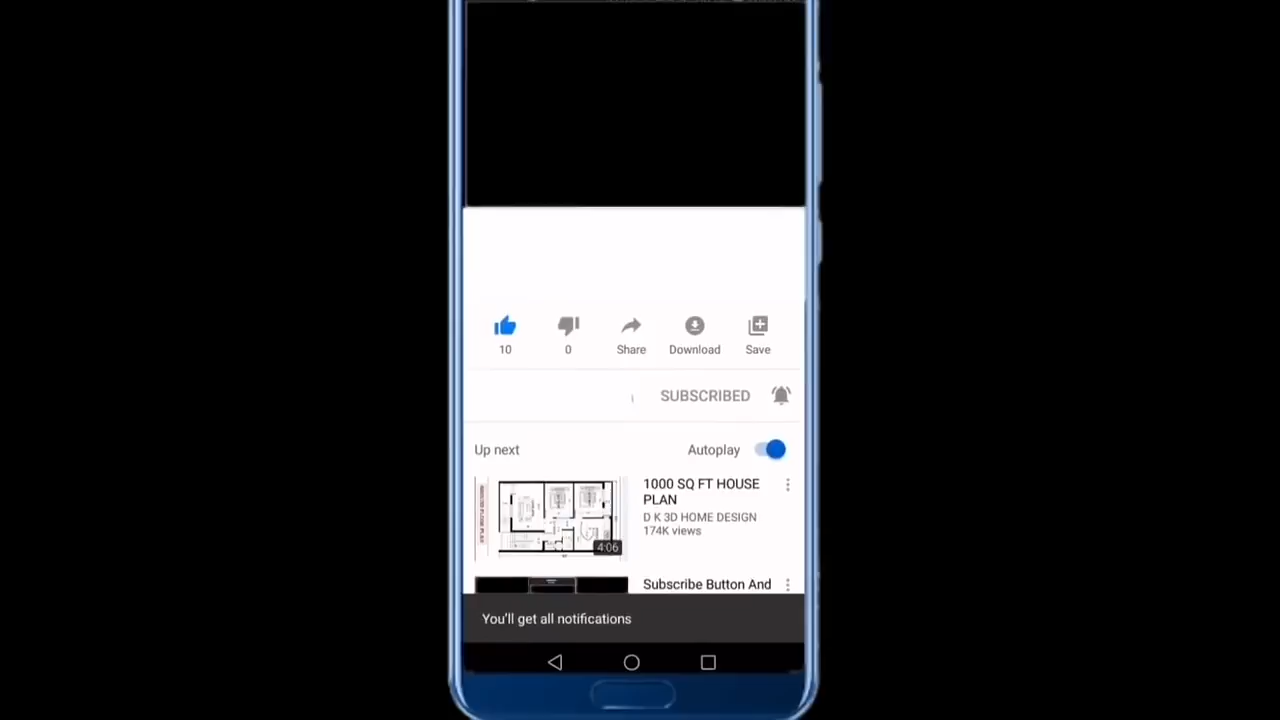 10
0
Share
Download
Save
SUBSCRIBED
Up next
Autoplay
1000 SQ FT HOUSE
PLAN
D K 3D HOME DESIGN
174K views
4:06
Subscribe Button And
You'll get all notifications